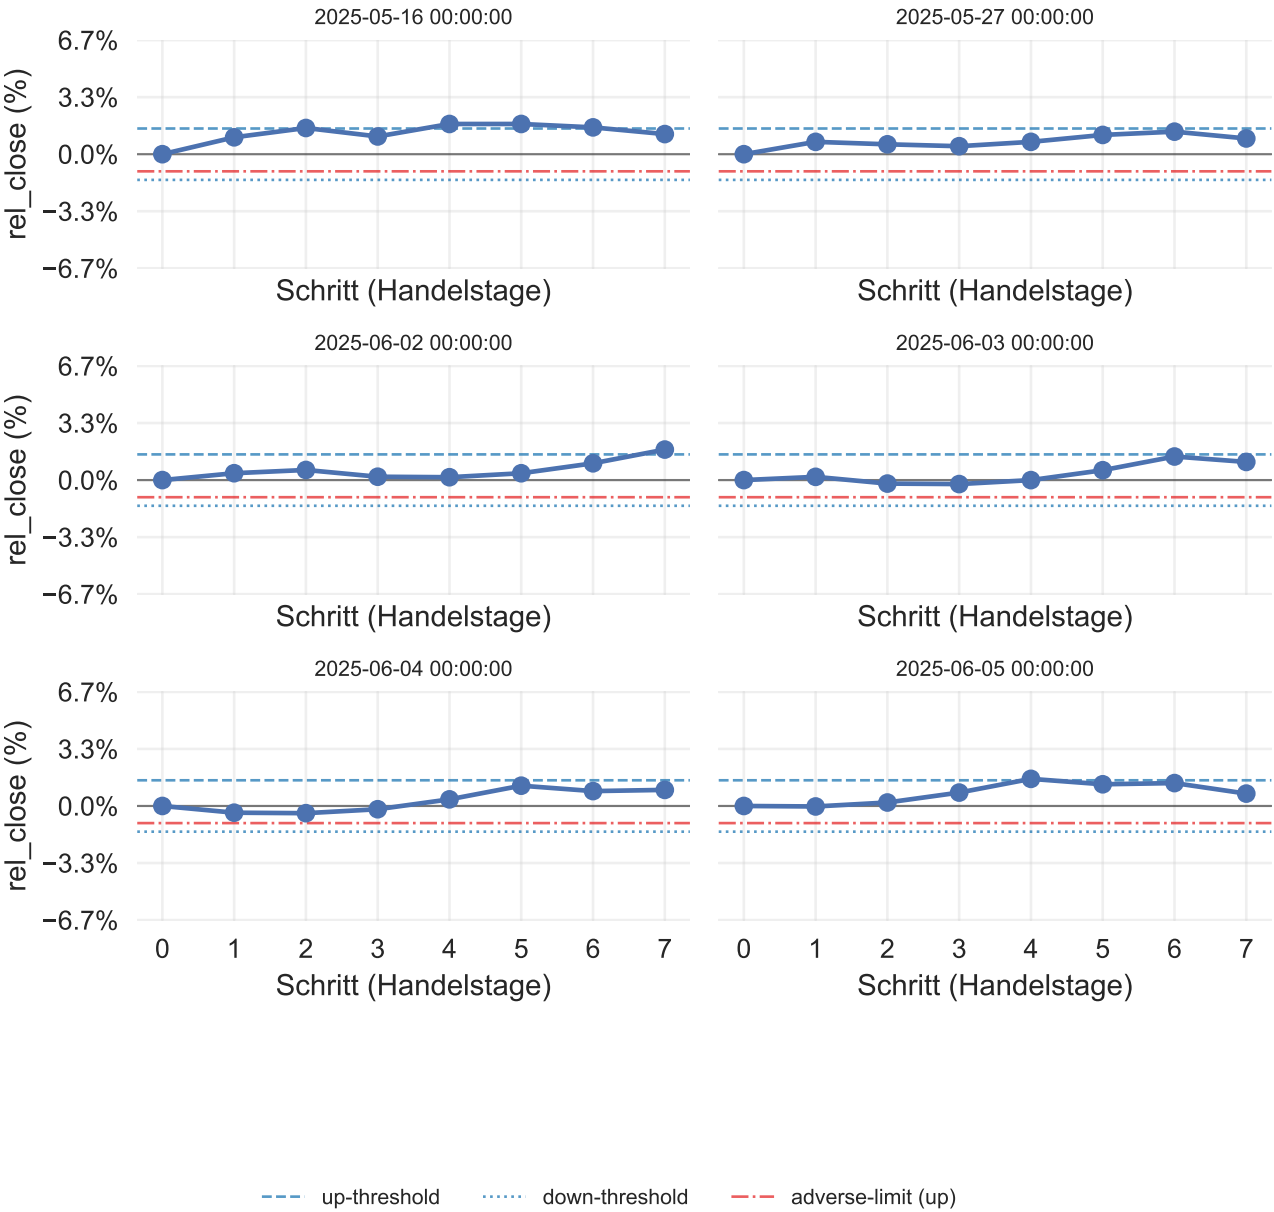 2025-05-16 00:00:00
2025-05-27 00:00:00
rel_close (%)
6.7%
3.3%
0.0%
−3.3%
−6.7%
Schritt (Handelstage)
Schritt (Handelstage)
2025-06-02 00:00:00
2025-06-03 00:00:00
rel_close (%)
6.7%
3.3%
0.0%
−3.3%
−6.7%
Schritt (Handelstage)
Schritt (Handelstage)
2025-06-04 00:00:00
2025-06-05 00:00:00
rel_close (%)
6.7%
3.3%
0.0%
−3.3%
−6.7%
0 1 2 3 4 5 6 7
0 1 2 3 4 5 6 7
Schritt (Handelstage)
Schritt (Handelstage)
up-threshold
down-threshold
adverse-limit (up)